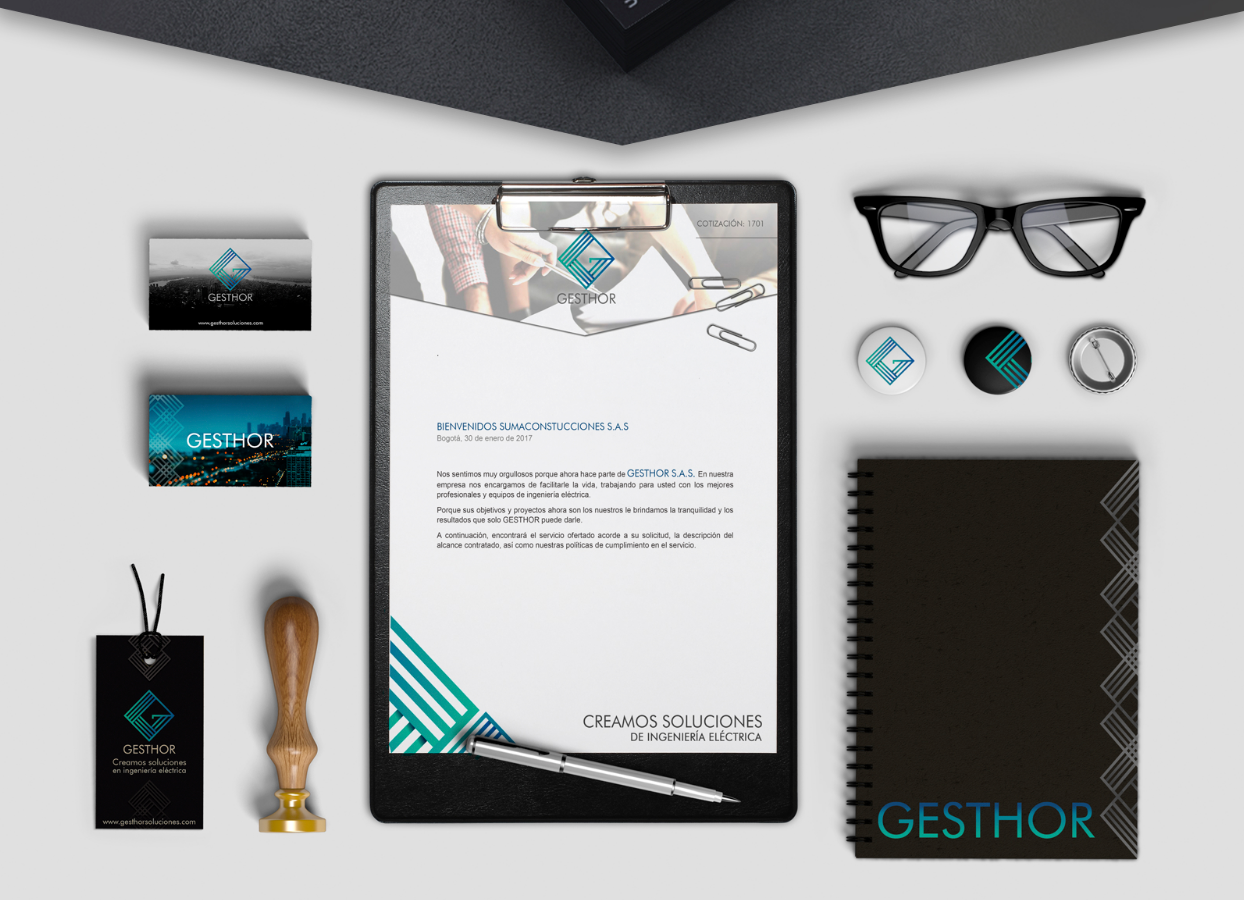 GESTHOR
www.gesthorsoluciones.com
GESTHOR
GESTHOR
Creamos soluciones
en ingeniería eléctrica
www.gesthorsoluciones.com
COTIZACIÓN: 1701
GESTHOR
BIENVENIDOS SUMACONSTUCCIONES S.A.S
Bogotá, 30 de enero de 2017
Nos sentimos muy orgullosos porque ahora hace parte de GESTHOR S.A.S. En nuestra
empresa nos encargamos de facilitarle la vida, trabajando para usted con los mejores
profesionales y equipos de ingeniería eléctrica.
Porque sus objetivos y proyectos ahora son los nuestros le brindamos la tranquilidad y los
resultados que solo GESTHOR puede darle.
A continuación, encontrará el servicio ofertado acorde a su solicitud, la descripción del
alcance contratado, así como nuestras políticas de cumplimiento en el servicio.
CREAMOS SOLUCIONES
DE INGENIERÍA ELÉCTRICA
GESTHOR